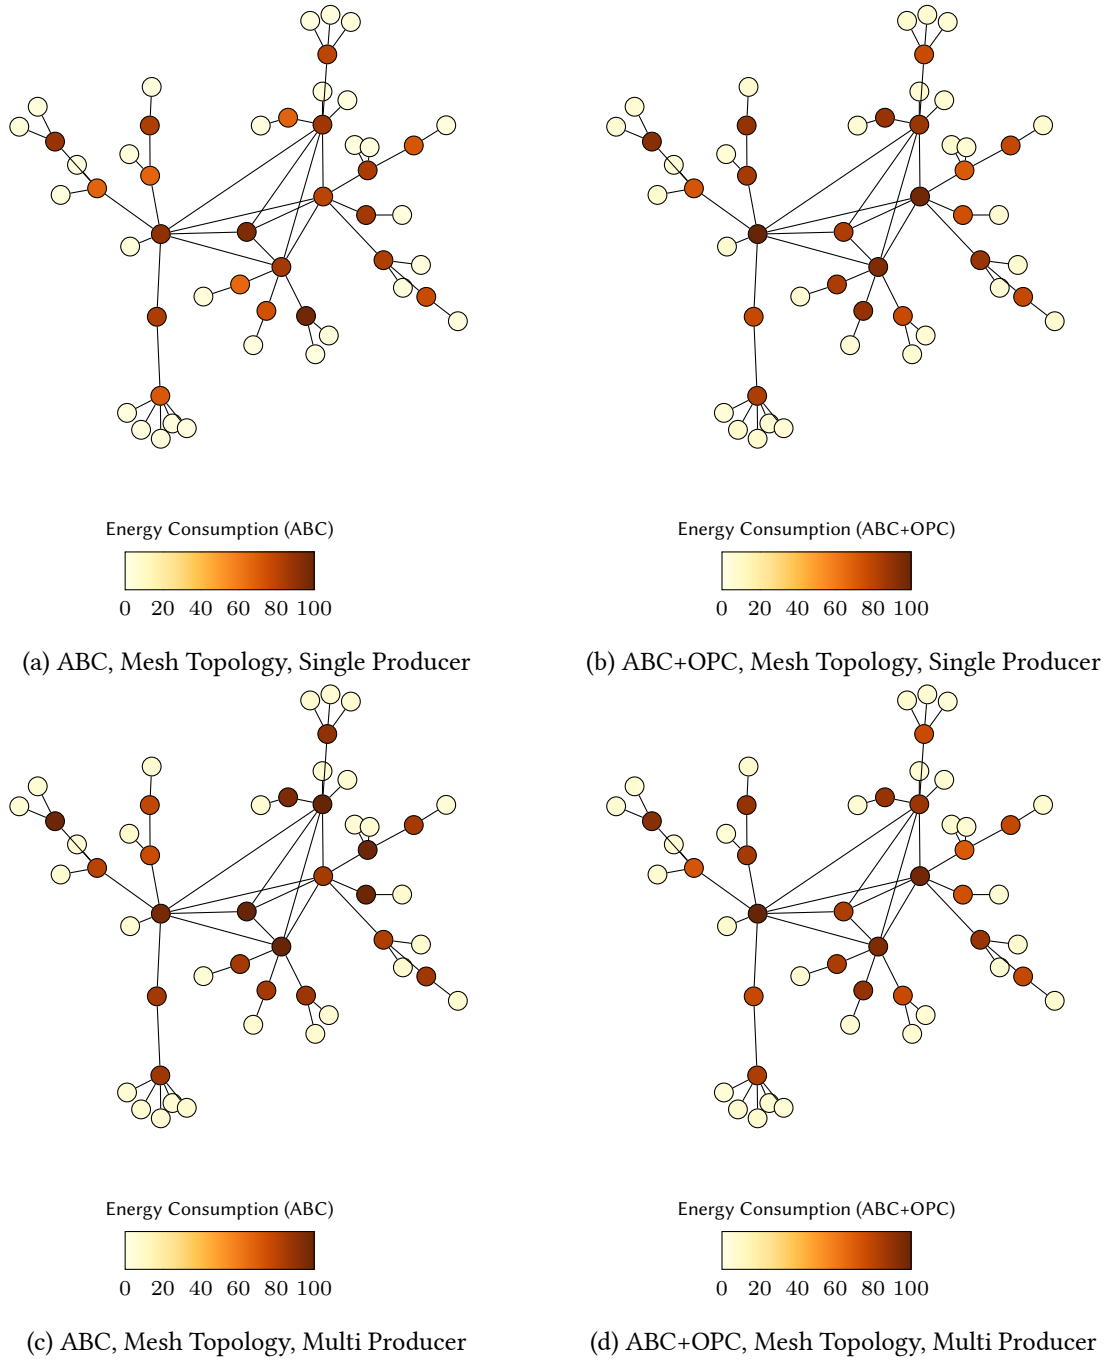 Energy Consumption (ABC)
0 20 40 60 80 100
(a) ABC, Mesh Topology, Single Producer
Energy Consumption (ABC+OPC)
0 20 40 60 80 100
(b) ABC+OPC, Mesh Topology, Single Producer
Energy Consumption (ABC)
0 20 40 60 80 100
(c) ABC, Mesh Topology, Multi Producer
Energy Consumption (ABC+OPC)
0 20 40 60 80 100
(d) ABC+OPC, Mesh Topology, Multi Producer